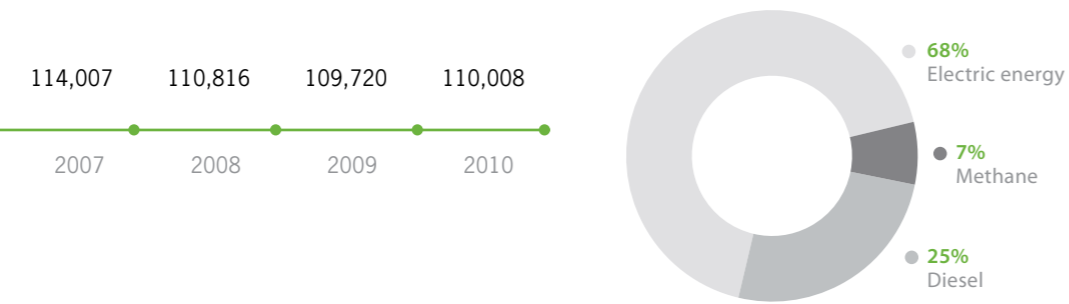 114,007 110,816 109,720 110,008
2007 2008 2009 2010
68%
Electric energy
7%
Methane
25%
Diesel